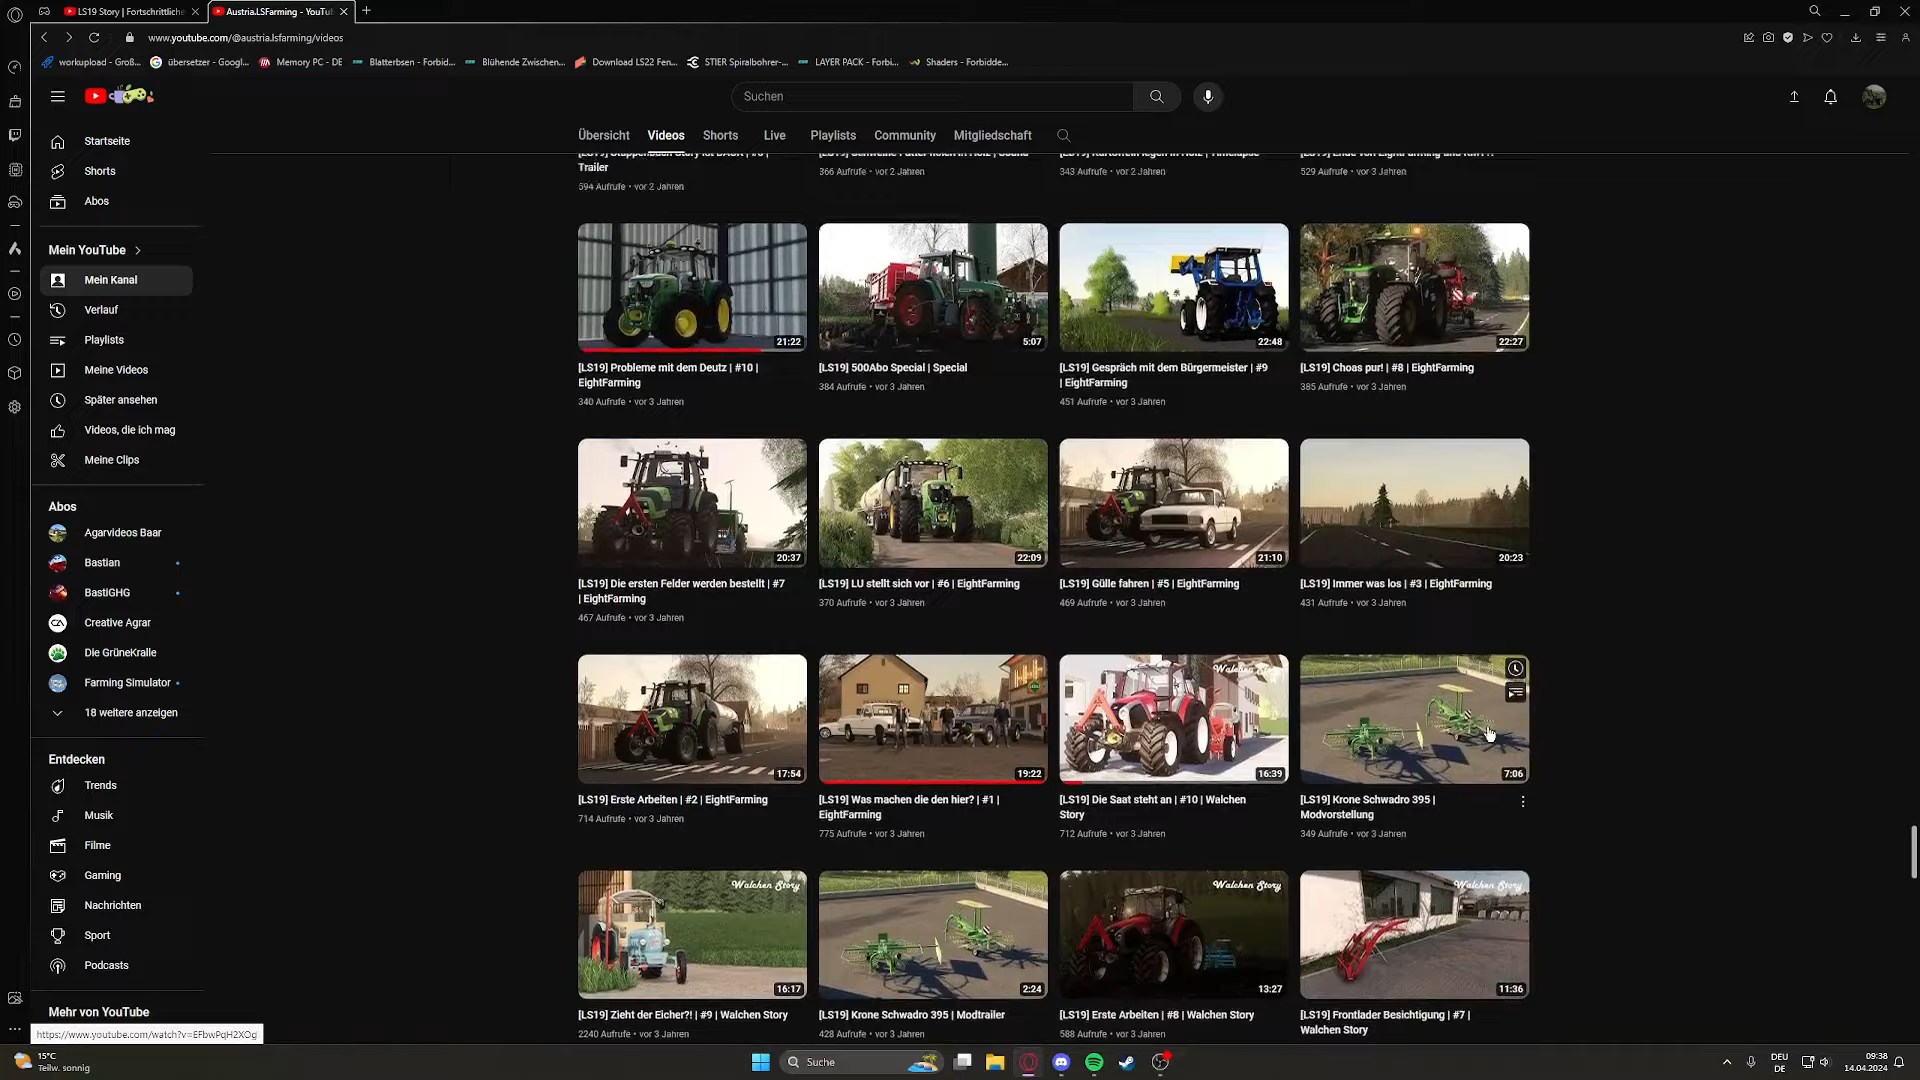 LS19 Story | Fortschrittliche
Austria.LSFarming - YouTu
www.youtube.com/@austria.lsfarming/videos
workupload - Groß...
übersetzer - Googl...
Memory PC - DE
Blatterbsen - Forbid...
Blühende Zwischen...
Download LS22 Fen...
STIER Spiralbohrer-...
LAYER PACK - Forbi...
Shaders - Forbidde...
Suchen
Übersicht Videos Shorts Live Playlists Community Mitgliedschaft
Startseite
Shorts
Abos
Mein YouTube
Mein Kanal
Verlauf
Playlists
Meine Videos
Später ansehen
Videos, die ich mag
Meine Clips
Abos
Agarvideos Baar
Bastian
BastiGHG
Creative Agrar
Die GrüneKralle
Farming Simulator
18 weitere anzeigen
Entdecken
Trends
Musik
Filme
Gaming
Nachrichten
Sport
Podcasts
Mehr von YouTube
Trailer
594 Aufrufe • vor 2 Jahren
366 Aufrufe • vor 2 Jahren
343 Aufrufe • vor 2 Jahren
529 Aufrufe • vor 3 Jahren
21:22
[LS19] Probleme mit dem Deutz | #10 |
EightFarming
340 Aufrufe • vor 3 Jahren
5:07
[LS19] 500Abo Special | Special
384 Aufrufe • vor 3 Jahren
22:48
[LS19] Gespräch mit dem Bürgermeister | #9
| EightFarming
451 Aufrufe • vor 3 Jahren
22:27
[LS19] Choas pur! | #8 | EightFarming
385 Aufrufe • vor 3 Jahren
20:37
[LS19] Die ersten Felder werden bestellt | #7
| EightFarming
467 Aufrufe • vor 3 Jahren
22:09
[LS19] LU stellt sich vor | #6 | EightFarming
370 Aufrufe • vor 3 Jahren
21:10
[LS19] Gülle fahren | #5 | EightFarming
469 Aufrufe • vor 3 Jahren
20:23
[LS19] Immer was los | #3 | EightFarming
431 Aufrufe • vor 3 Jahren
17:54
[LS19] Erste Arbeiten | #2 | EightFarming
714 Aufrufe • vor 3 Jahren
19:22
[LS19] Was machen die den hier? | #1 |
EightFarming
775 Aufrufe • vor 3 Jahren
Walchen Story
16:39
[LS19] Die Saat steht an | #10 | Walchen
Story
712 Aufrufe • vor 3 Jahren
7:06
[LS19] Krone Schwadro 395 |
Modvorstellung
349 Aufrufe • vor 3 Jahren
Walchen Story
16:17
[LS19] Zieht der Eicher?! | #9 | Walchen Story
2240 Aufrufe • vor 3 Jahren
2:24
[LS19] Krone Schwadro 395 | Modtrailer
428 Aufrufe • vor 3 Jahren
Walchen Story
13:27
[LS19] Erste Arbeiten | #8 | Walchen Story
588 Aufrufe • vor 3 Jahren
Walchen Story
11:36
[LS19] Frontlader Besichtigung | #7 |
Walchen Story
https://www.youtube.com/watch?v=EFbwPqH2XOg
15°C
Teilw. sonnig
Suche
DEU
DE
09:38
14.04.2024